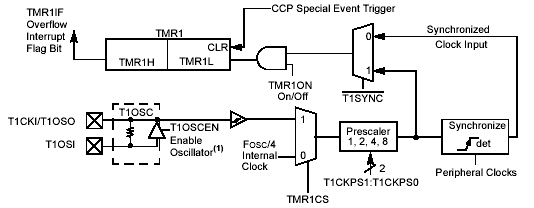 TMR1IF
Overflow
Interrupt
Flag Bit
CCP Special Event Trigger
TMR1
CLR
TMR1H
TMR1L
TMR1ON
On/Off
0
1
T1SYNC
Synchronized
Clock Input
T1CKI/T1OSO
T1OSI
T1OSC
T1OSCEN
Enable
Oscillator(1)
FOSC/4
Internal
Clock
1
0
TMR1CS
Prescaler
1, 2, 4, 8
2
T1CKPS1:T1CKPS0
Synchronize
det
Peripheral Clocks